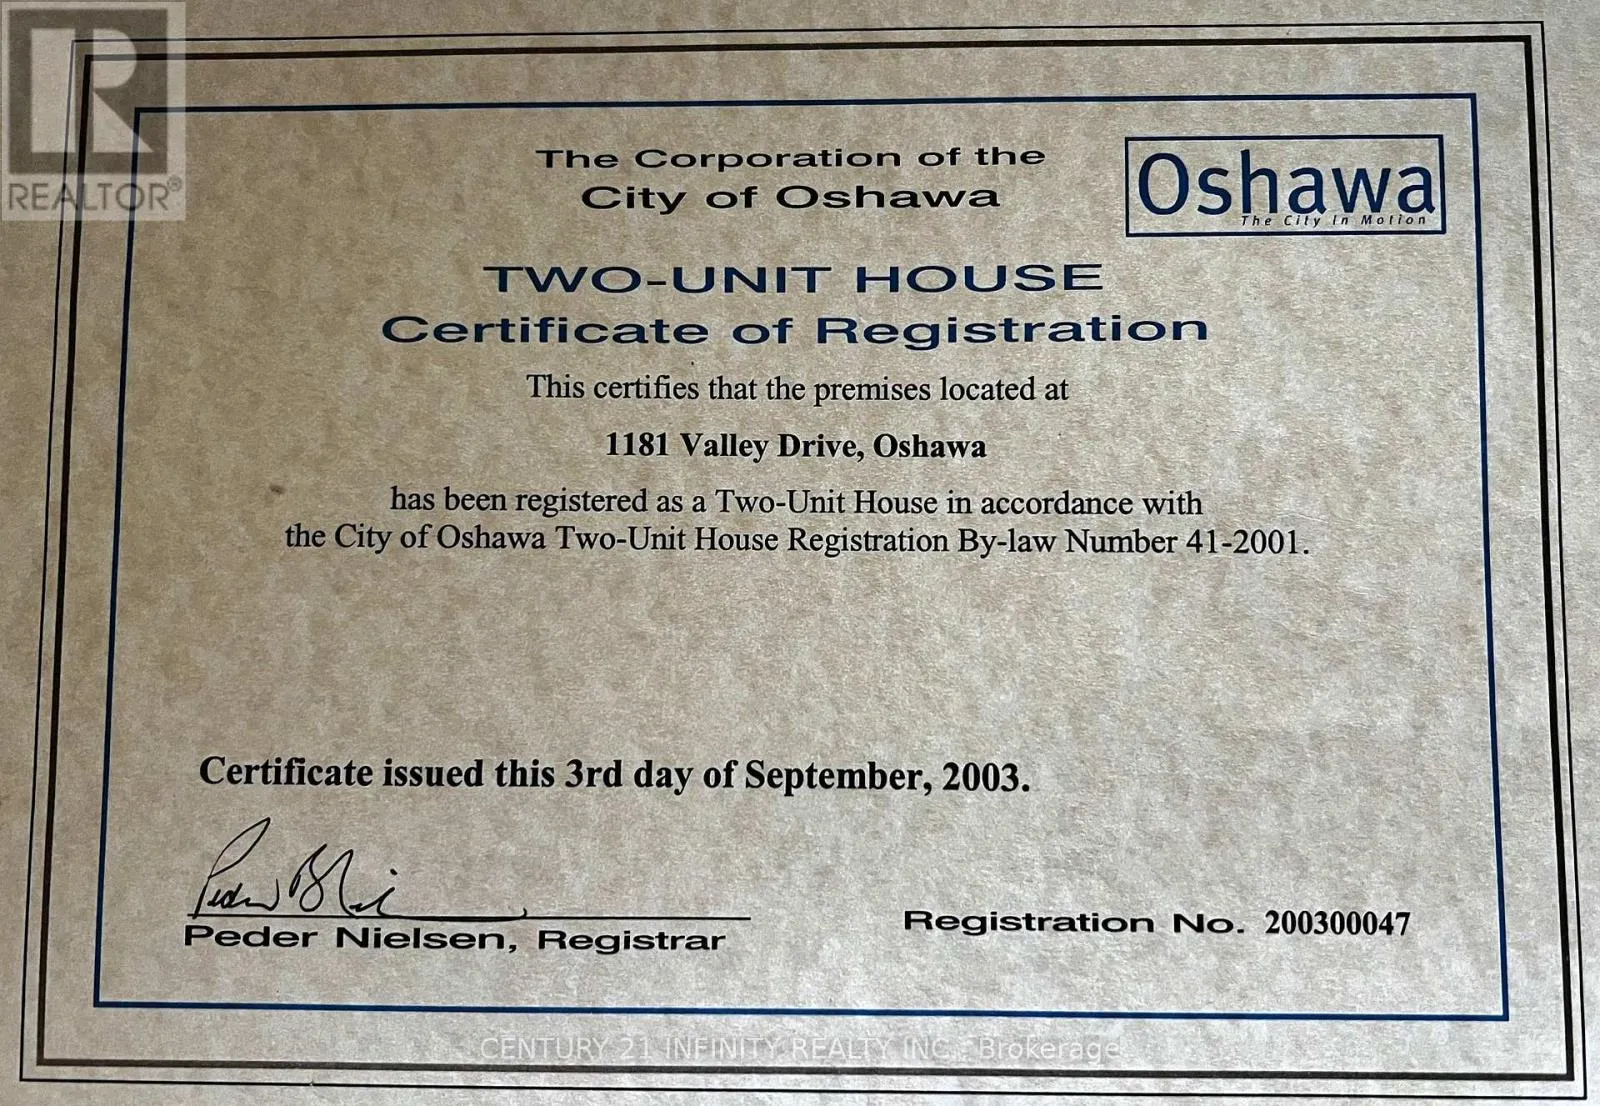 REALTOR®
The Corporation of the
City of Oshawa
Oshawa
The City In Motion
TWO-UNIT HOUSE
Certificate of Registration
This certifies that the premises located at
1181 Valley Drive, Oshawa
has been registered as a Two-Unit House in accordance with
the City of Oshawa Two-Unit House Registration By-law Number 41-2001.
Certificate issued this 3rd day of September, 2003.
Peder Nielsen, Registrar
Registration No. 200300047
CENTURY 21 INFINITY REALTY INC. - Brokerage